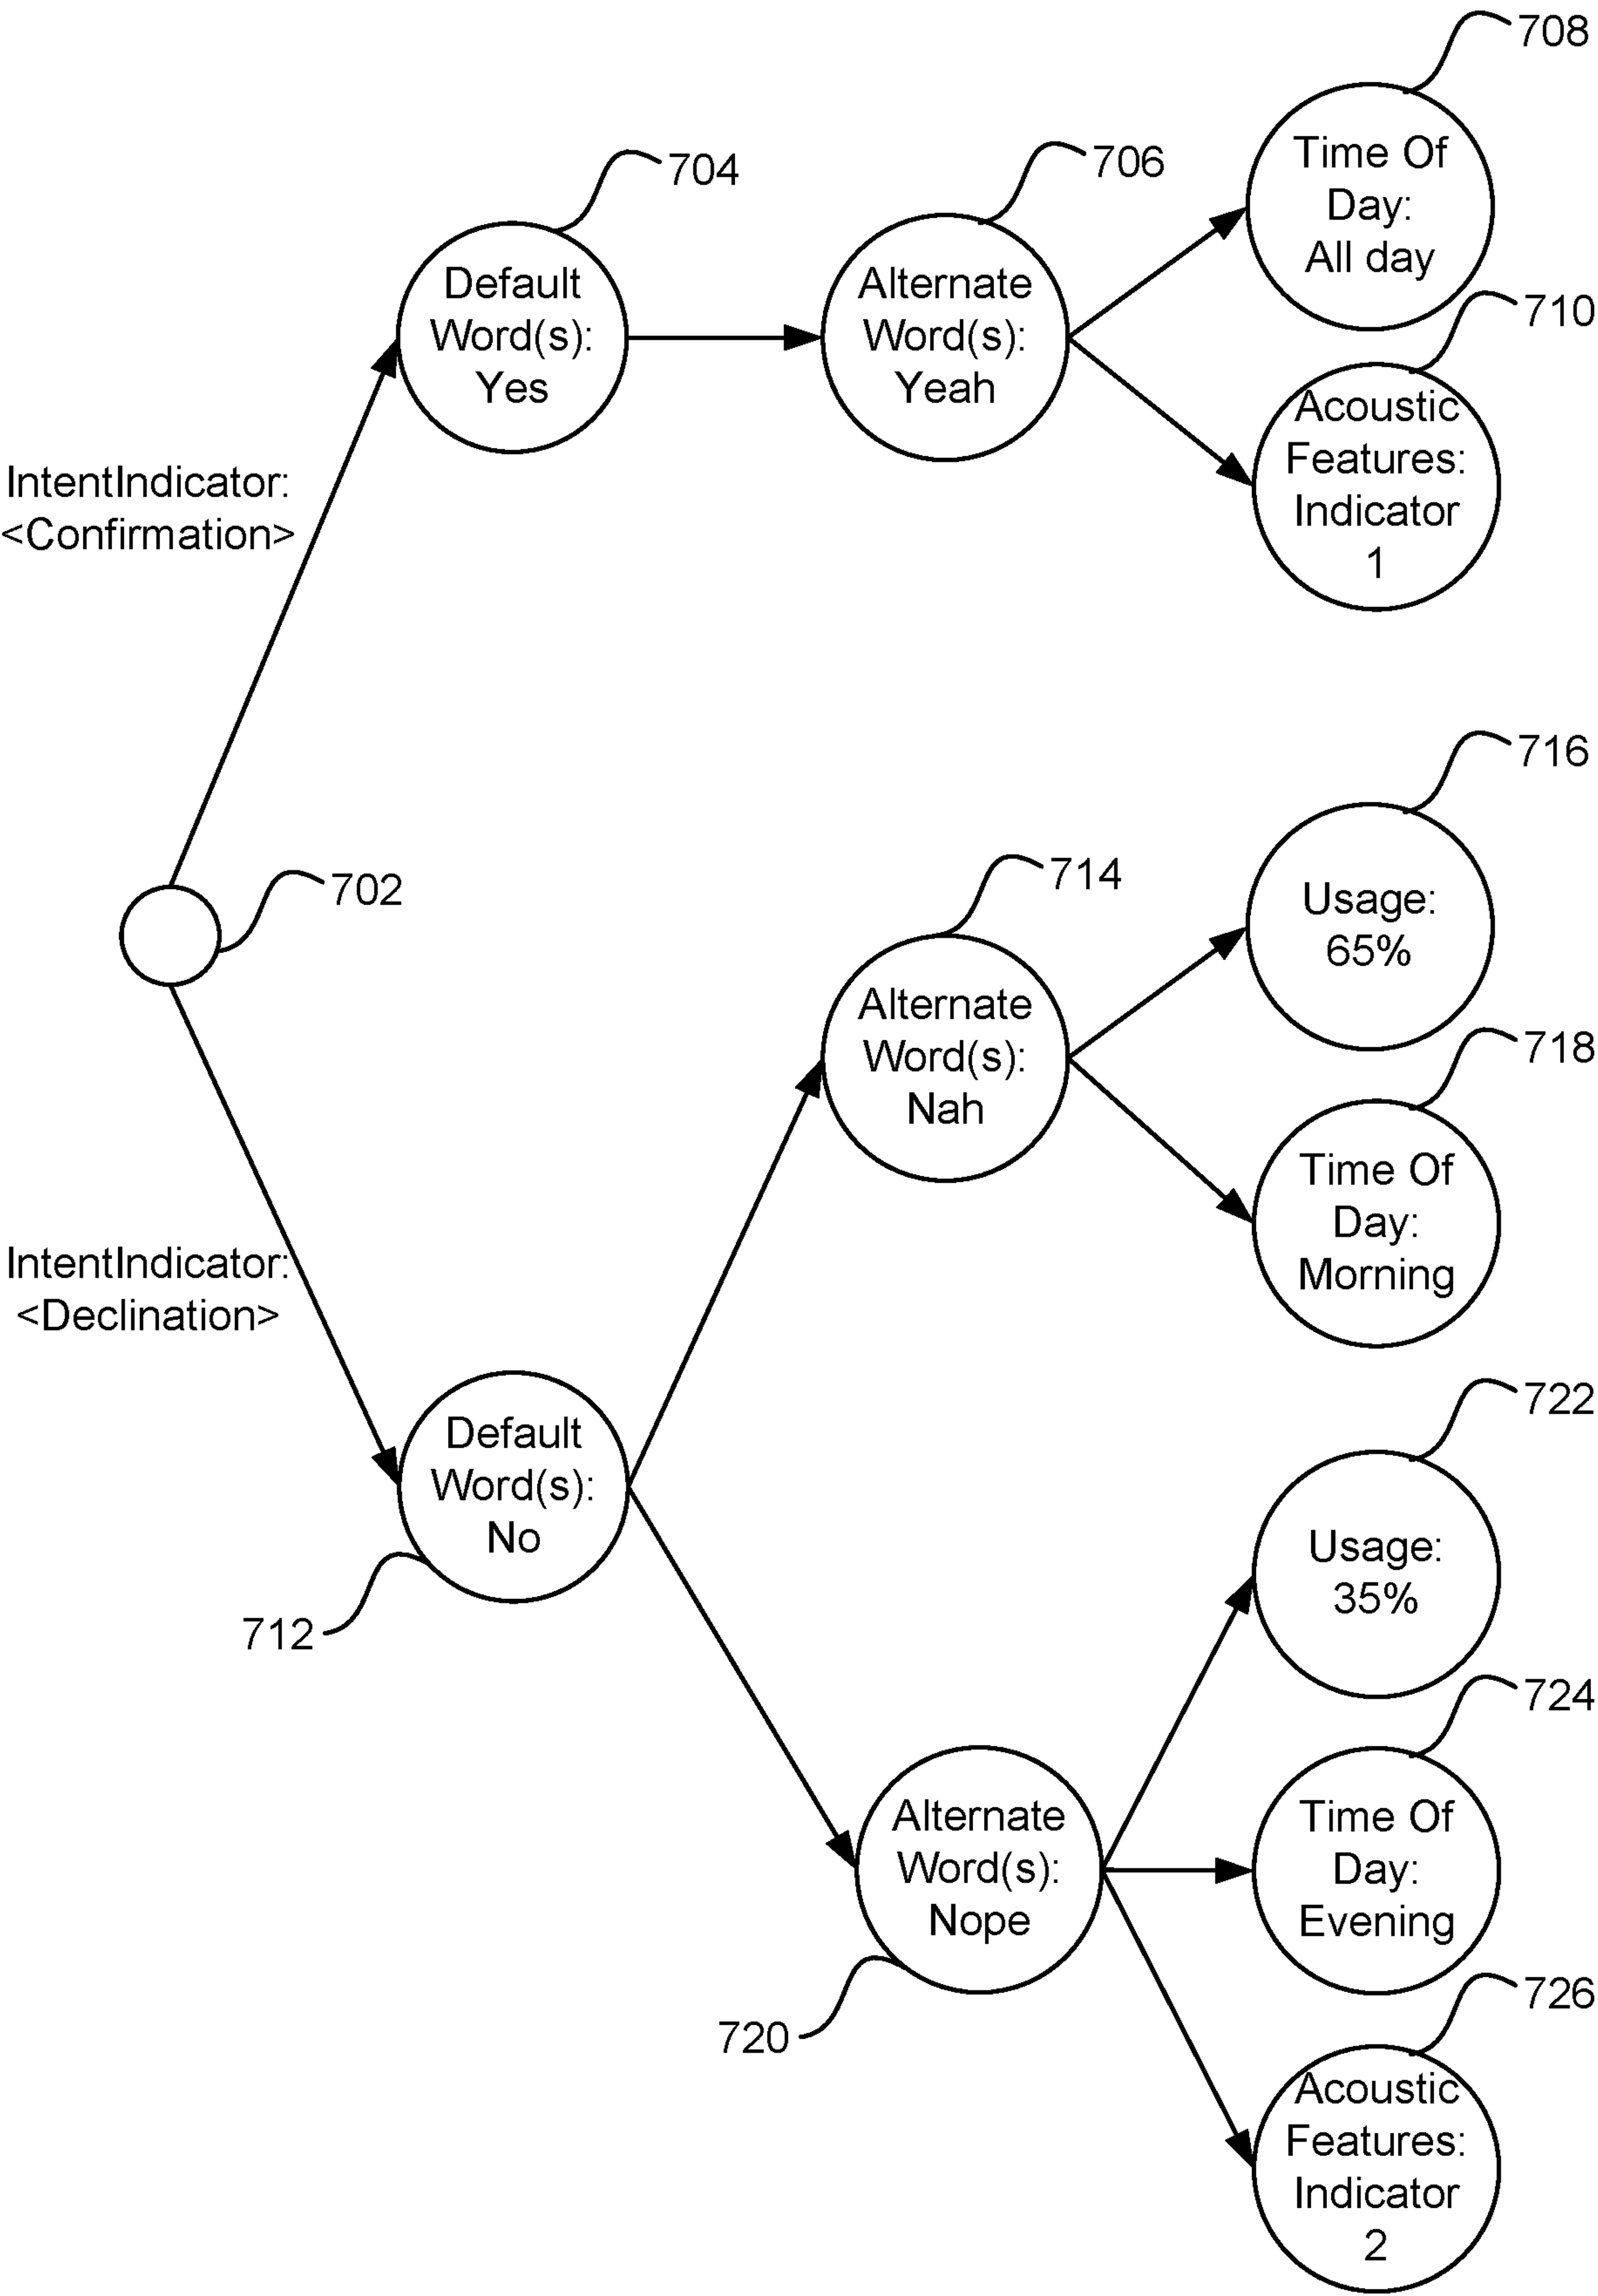 708
Time Of
Day:
All day
704
Default
Word(s):
Yes
706
Alternate
Word(s):
Yeah
710
Acoustic
Features:
Indicator
1
IntentIndicator:
<Confirmation>
702
716
Usage:
65%
714
Alternate
Word(s):
Nah
718
Time Of
Day:
Morning
IntentIndicator:
<Declination>
Default
Word(s):
No
712
722
Usage:
35%
724
Time Of
Day:
Evening
Alternate
Word(s):
Nope
720
726
Acoustic
Features:
Indicator
2